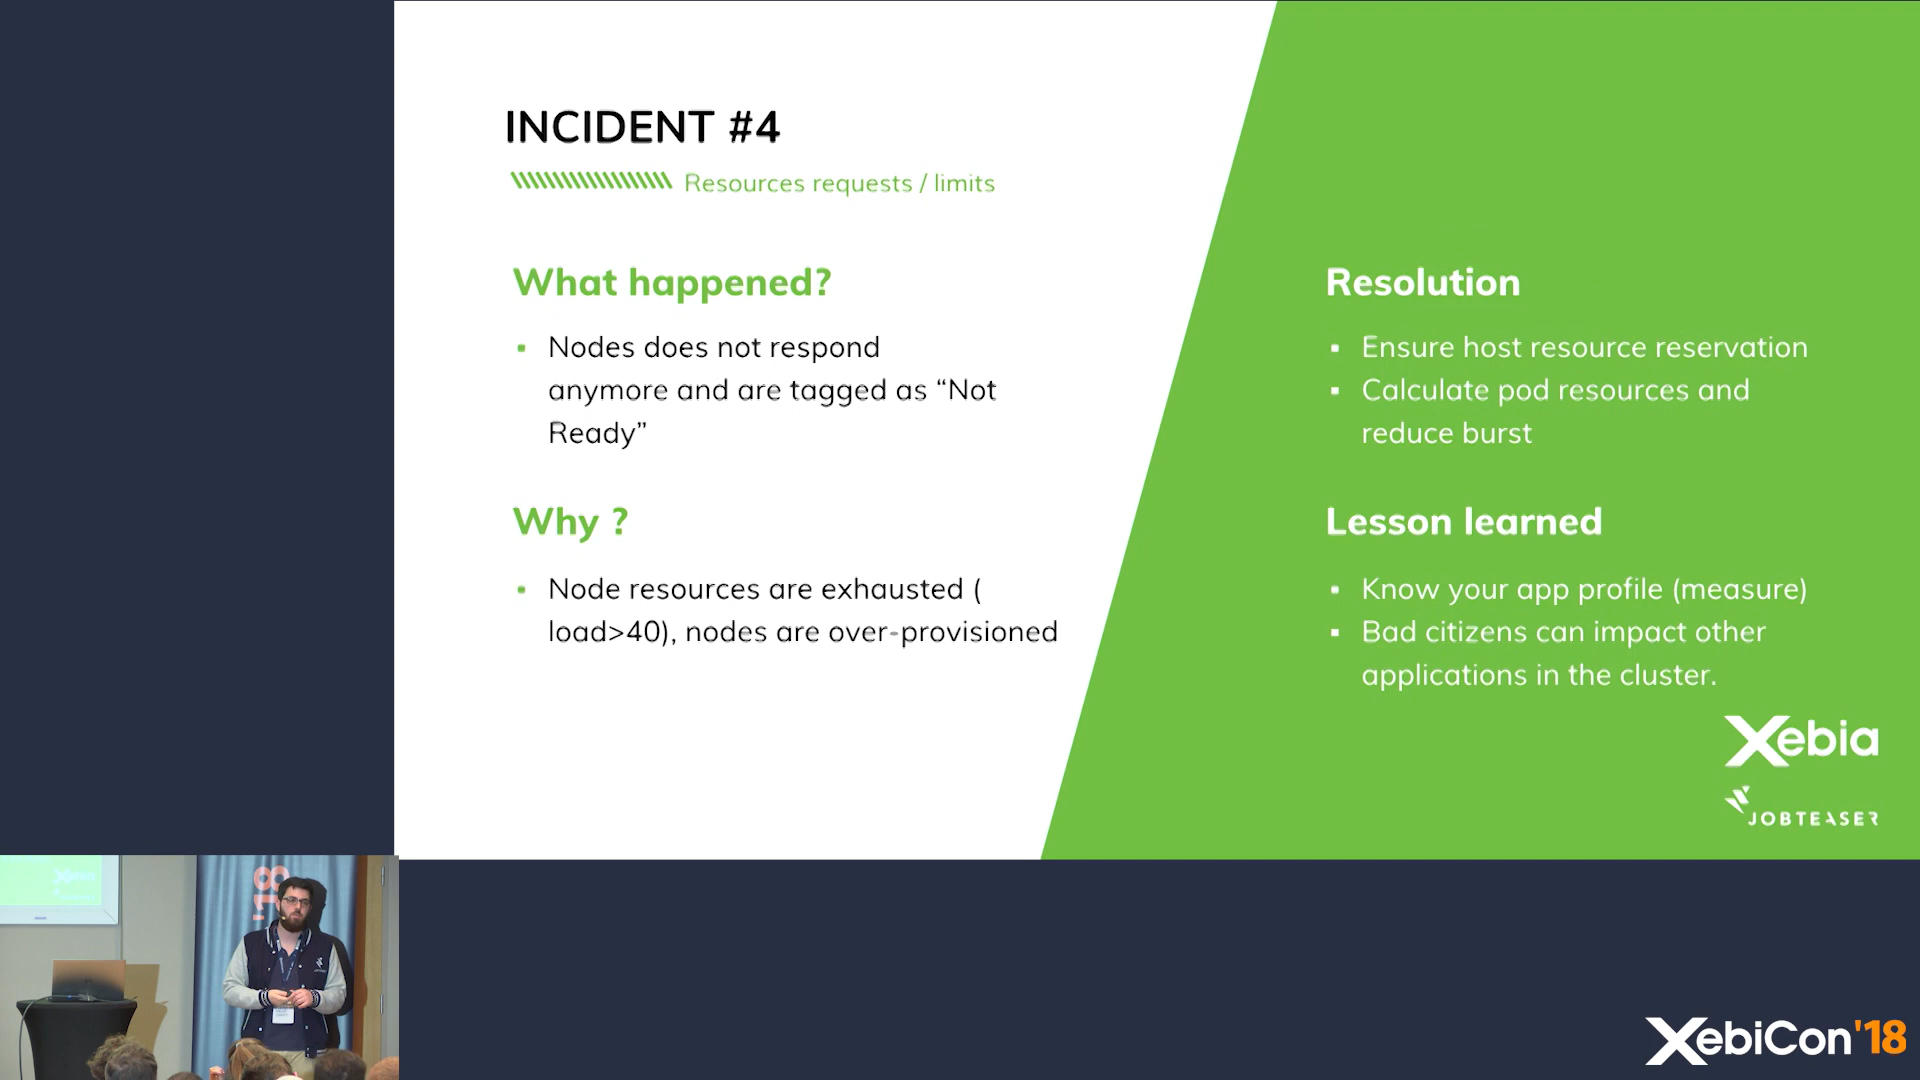 INCIDENT #4
Resources requests / limits
What happened?
Nodes does not respond
anymore and are tagged as “Not
Ready”
Why ?
Node resources are exhausted (
load>40), nodes are over-provisioned
Resolution
Ensure host resource reservation
Calculate pod resources and
reduce burst
Lesson learned
Know your app profile (measure)
Bad citizens can impact other
applications in the cluster.
Xebia
JOBTEASER
'18
XebiCon'18